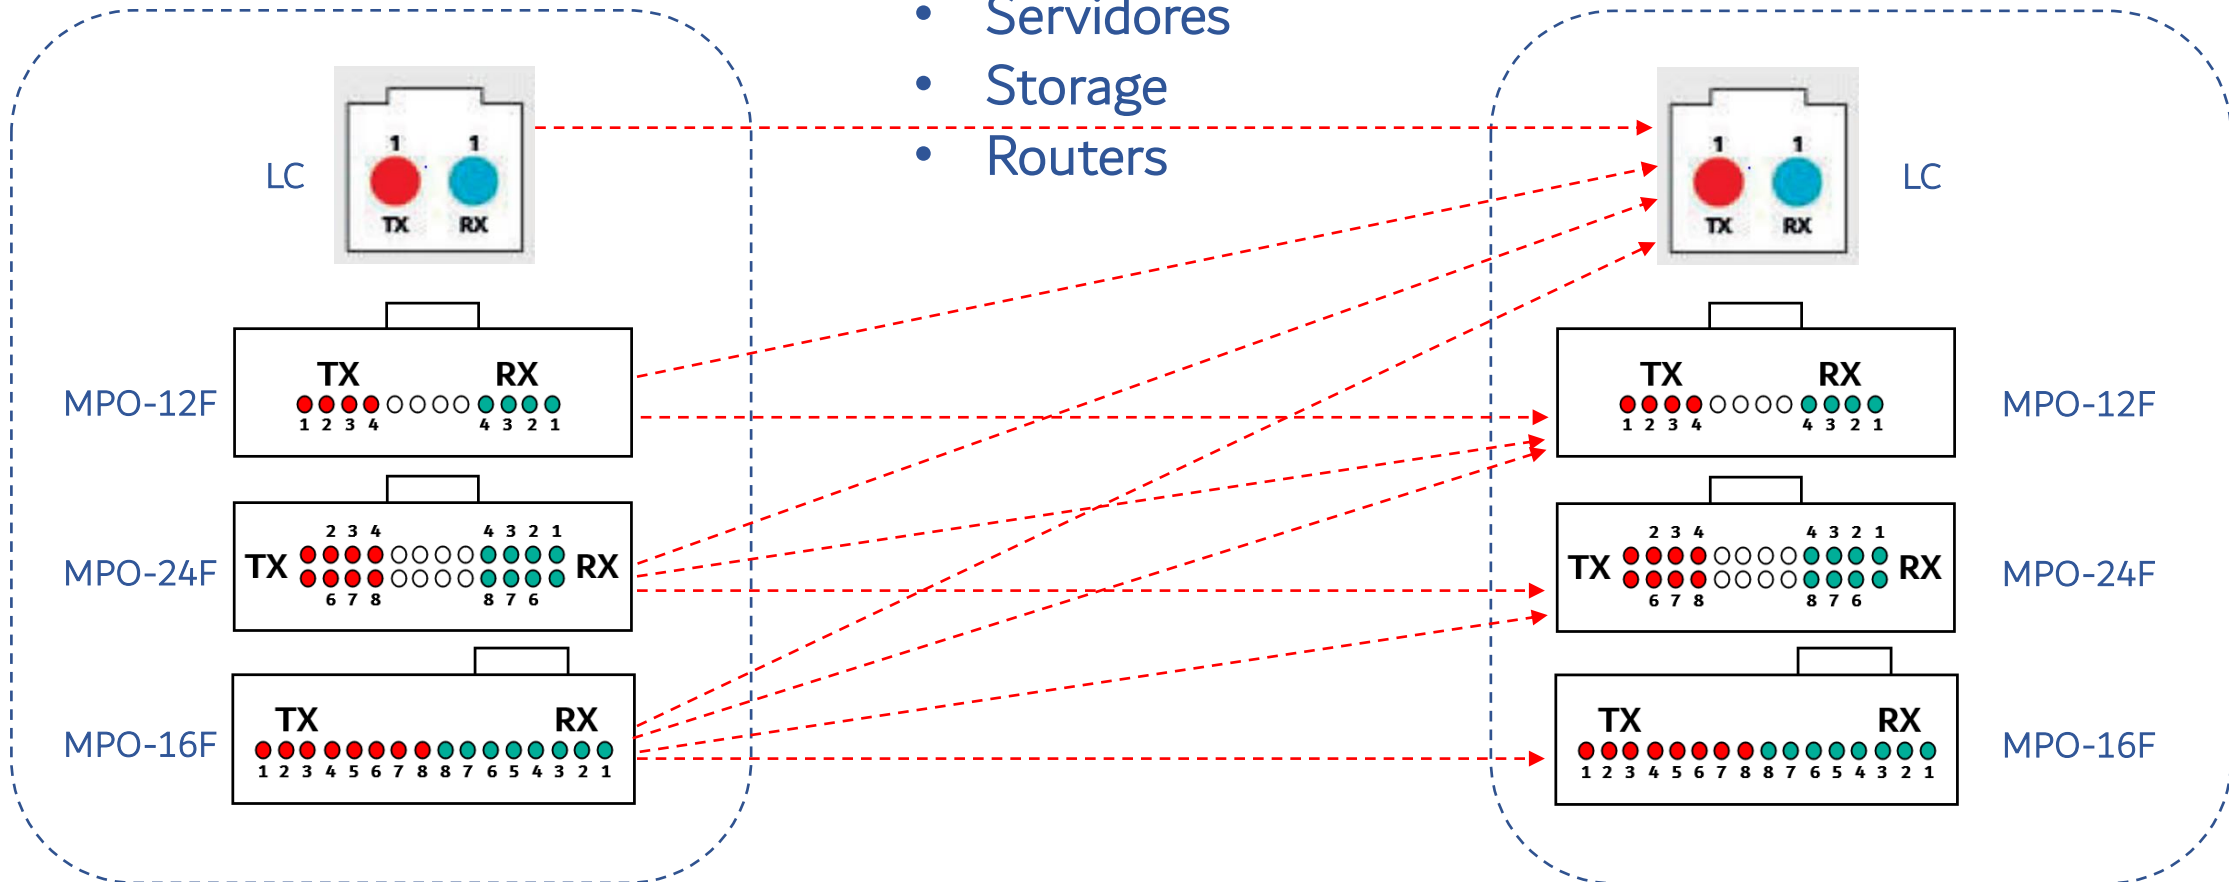 • Servidores
• Storage
• Routers
LC
1 1
TX RX
MPO-12F
TX RX
1 2 3 4 4 3 2 1
MPO-24F
2 3 4 4 3 2 1
TX RX
6 7 8 8 7 6
MPO-16F
TX RX
1 2 3 4 5 6 7 8 8 7 6 5 4 3 2 1
1 1
TX RX
LC
TX RX
1 2 3 4 4 3 2 1
MPO-12F
2 3 4 4 3 2 1
TX RX
6 7 8 8 7 6
MPO-24F
TX RX
1 2 3 4 5 6 7 8 8 7 6 5 4 3 2 1
MPO-16F